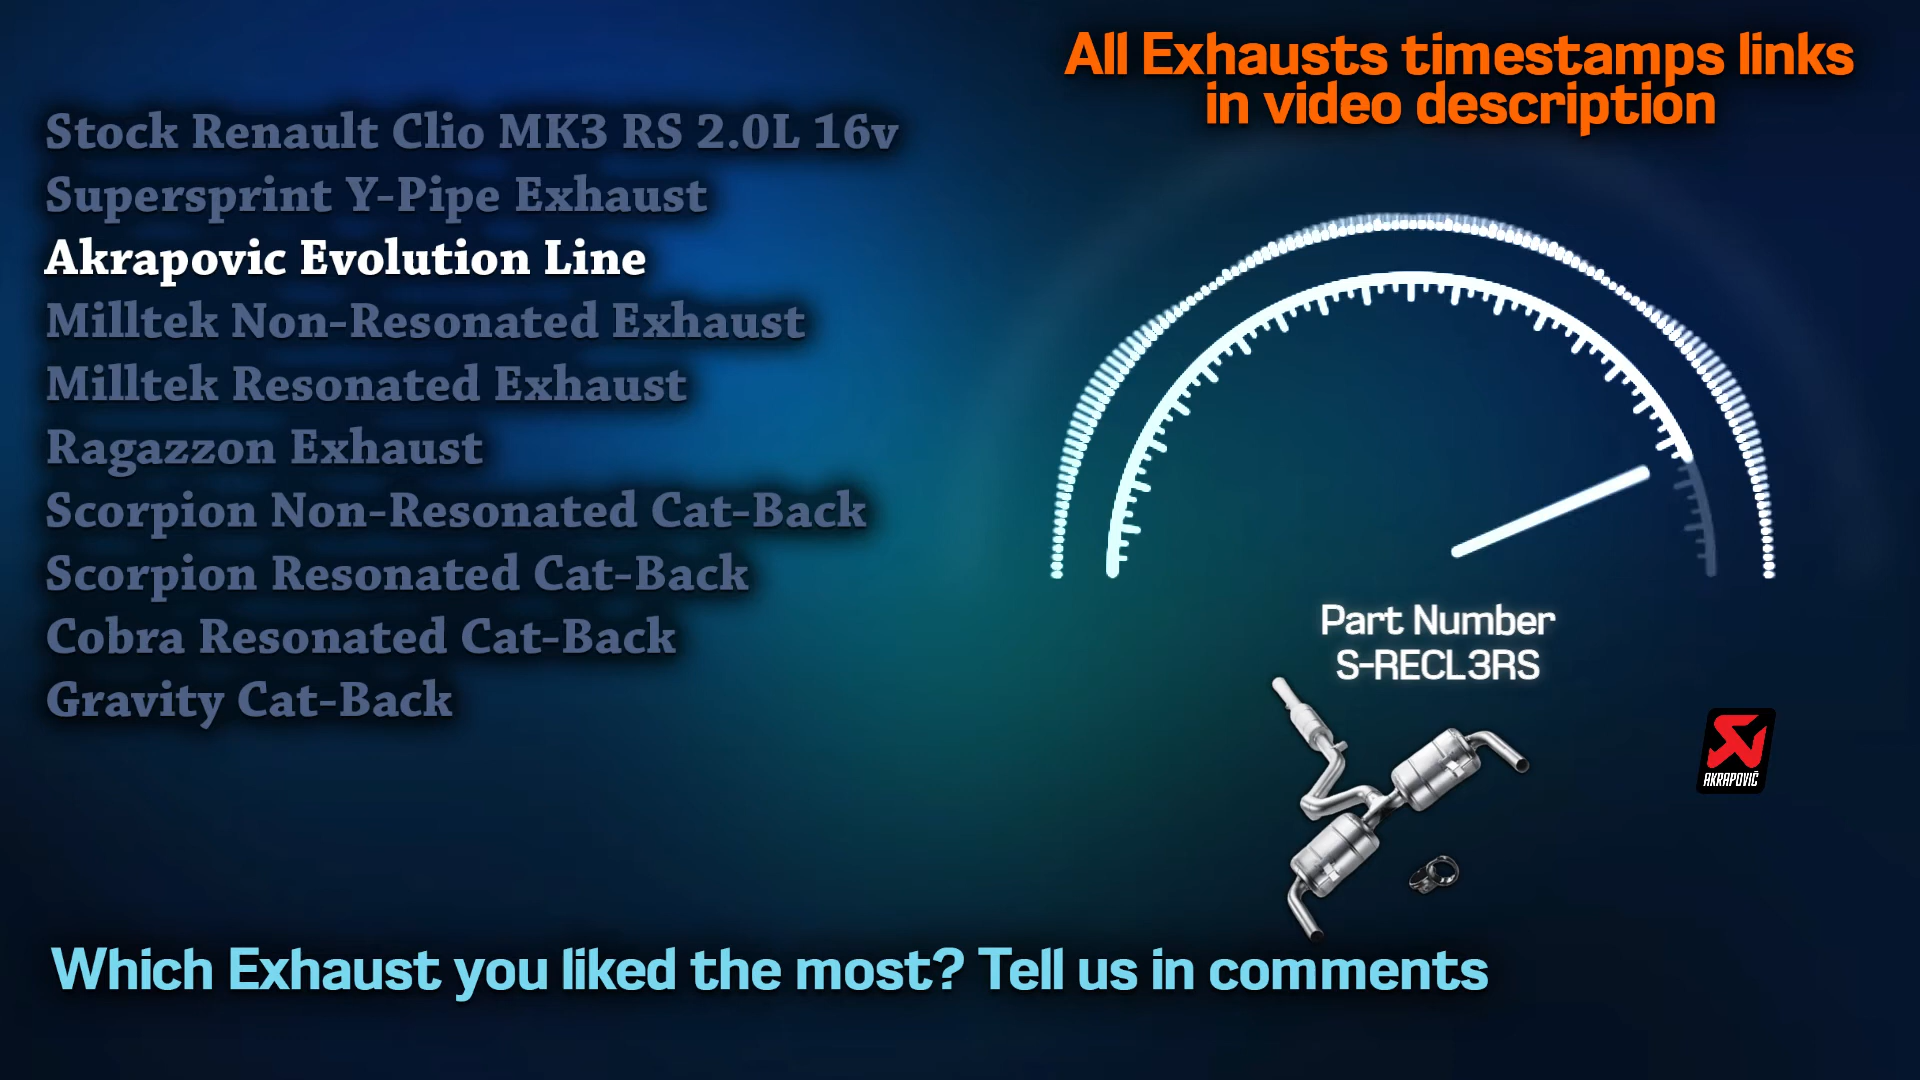 All Exhausts timestamps links
in video description
Stock Renault Clio MK3 RS 2.0L 16v
Supersprint Y-Pipe Exhaust
Akrapovic Evolution Line
Milltek Non-Resonated Exhaust
Milltek Resonated Exhaust
Ragazzon Exhaust
Scorpion Non-Resonated Cat-Back
Scorpion Resonated Cat-Back
Cobra Resonated Cat-Back
Gravity Cat-Back
Part Number
S-RECL3RS
AKRAPOVIČ
Which Exhaust you liked the most? Tell us in comments